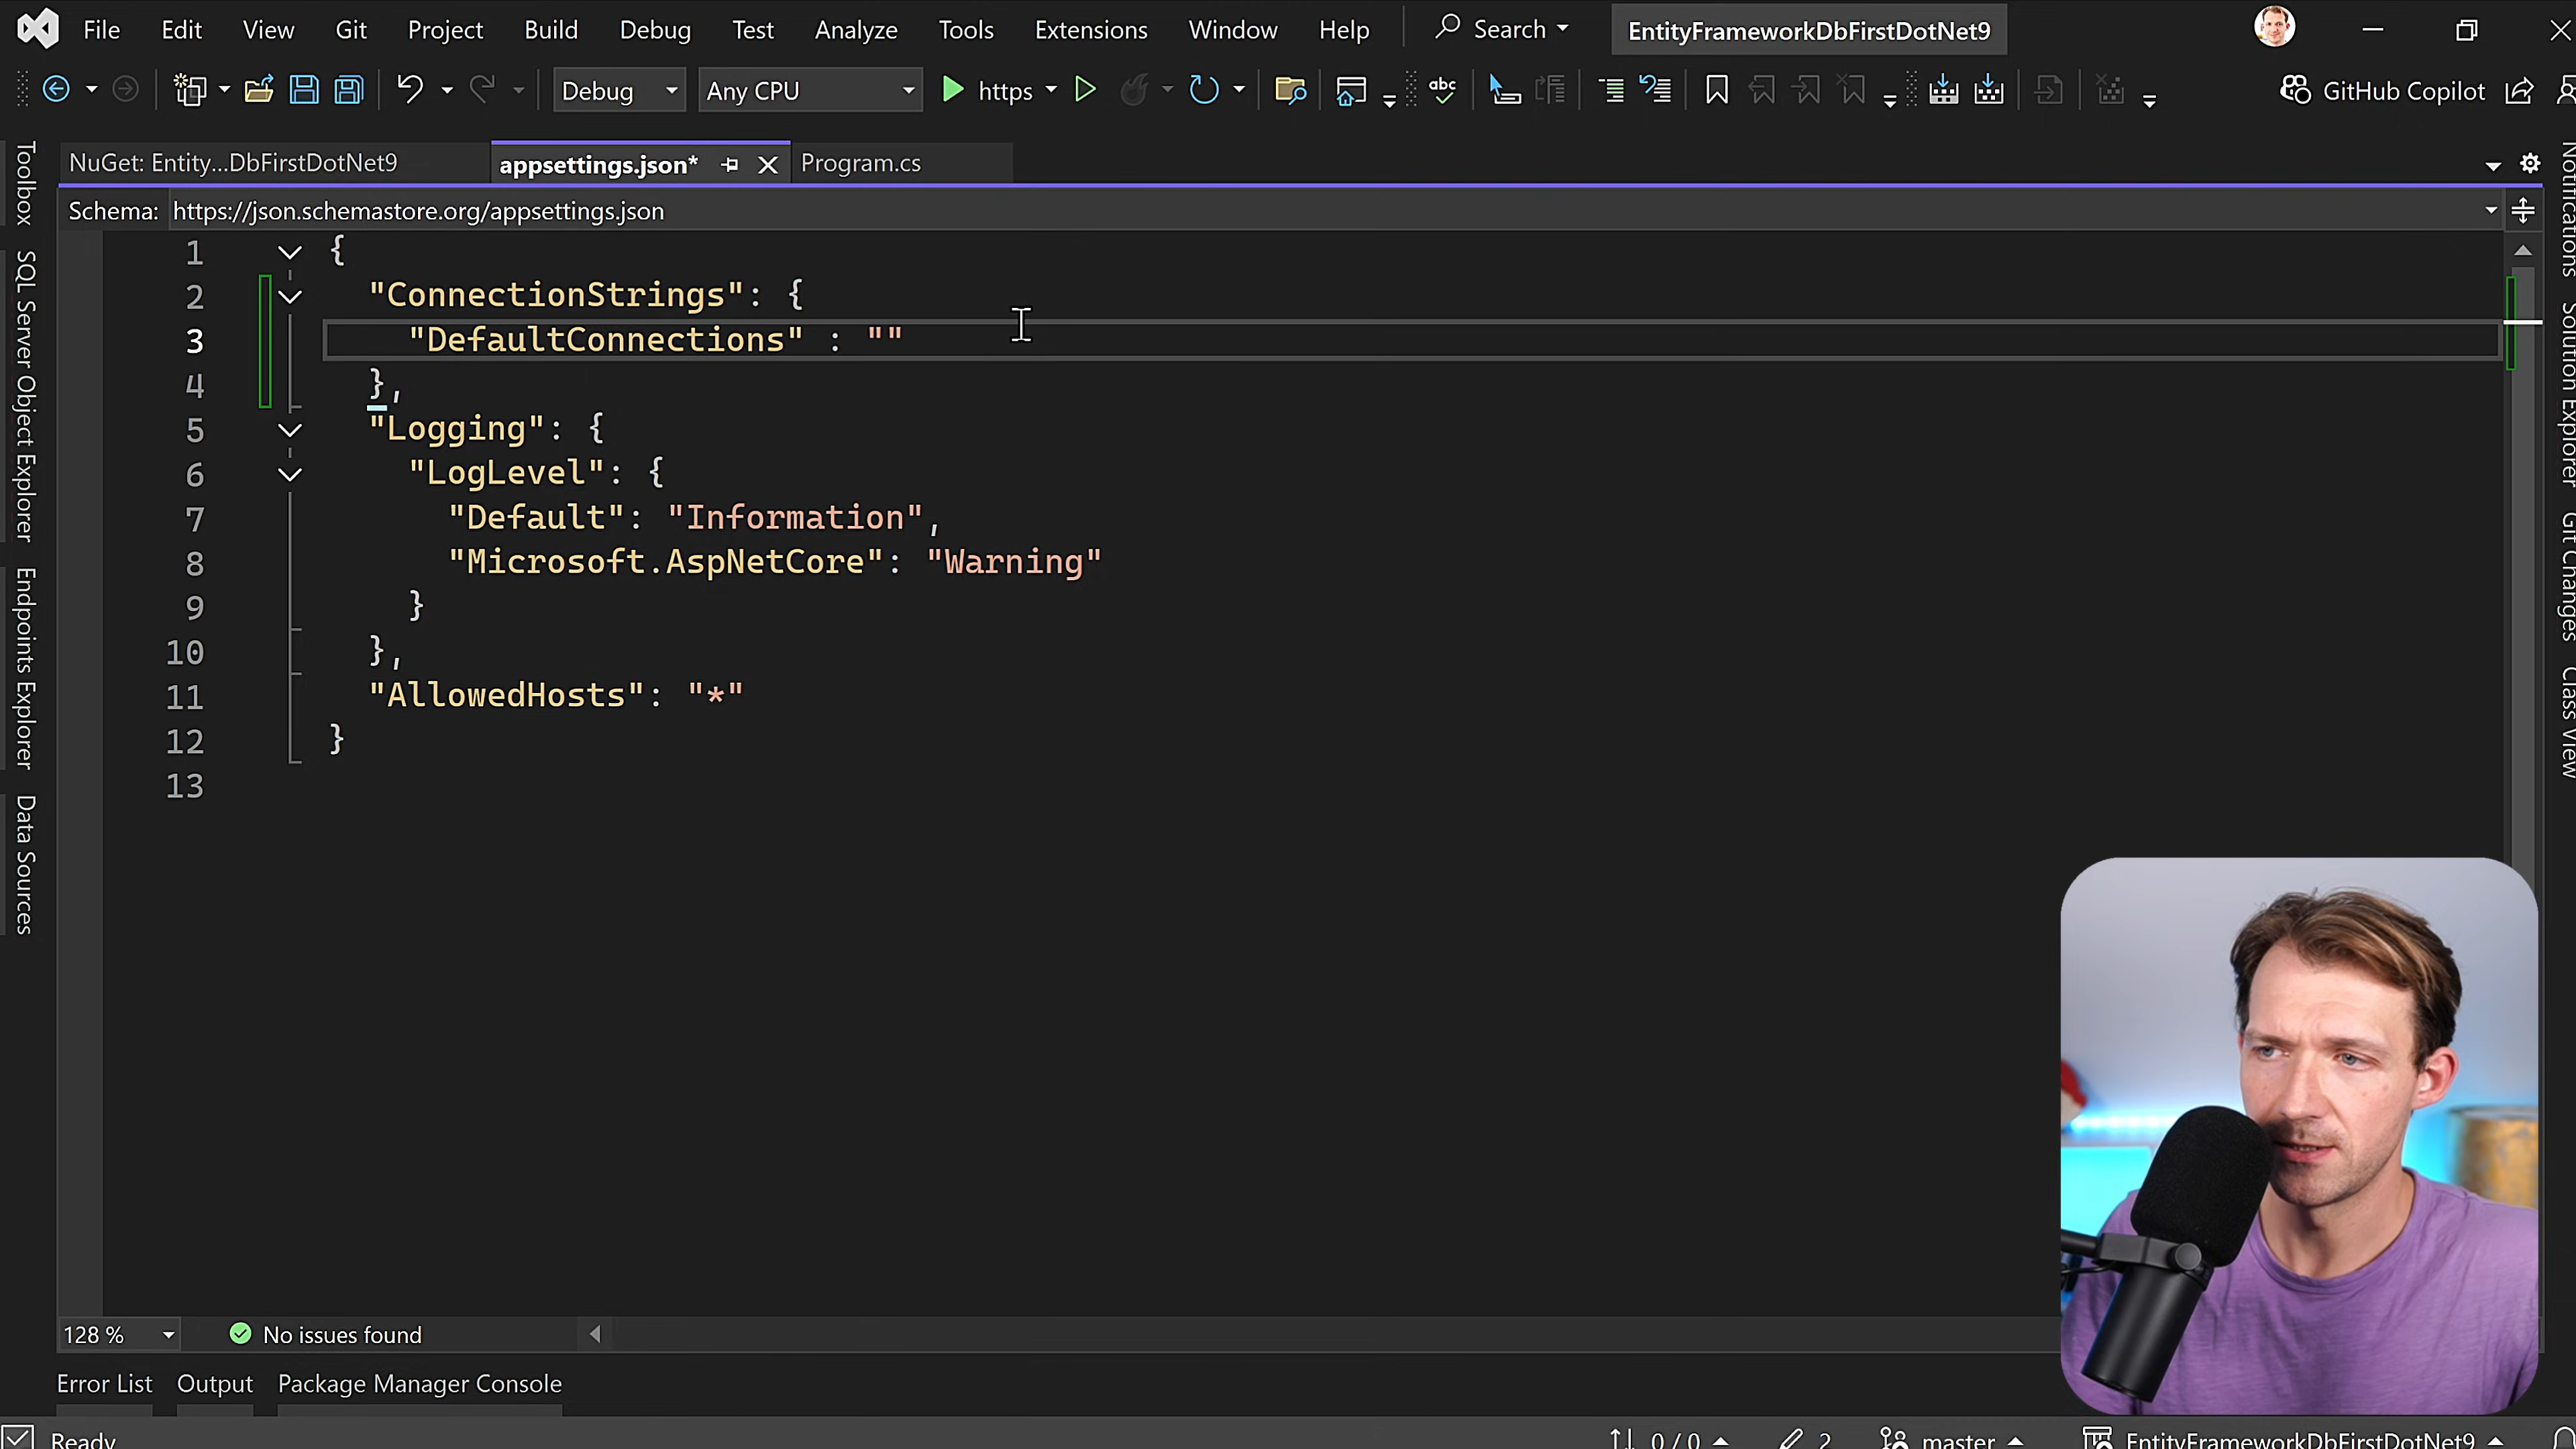 File Edit View Git Project Build Debug Test Analyze Tools Extensions Window Help Search EntityFrameworkDbFirstDotNet9
Debug Any CPU https abc GitHub Copilot
NuGet: Entity...DbFirstDotNet9 appsettings.json* Program.cs
Schema: https://json.schemastore.org/appsettings.json
1 {
2 "ConnectionStrings": {
3 "DefaultConnections" : ""
4 },
5 "Logging": {
6 "LogLevel": {
7 "Default": "Information",
8 "Microsoft.AspNetCore": "Warning"
9 }
10 },
11 "AllowedHosts": "*"
12 }
13
Toolbox
SQL Server Object Explorer
Endpoints Explorer
Data Sources
Notifications
Solution Explorer
Git Changes
Class View
128 % No issues found
Error List Output Package Manager Console
Ready 0/0 2 master EntityFrameworkDbFirstDotNet9